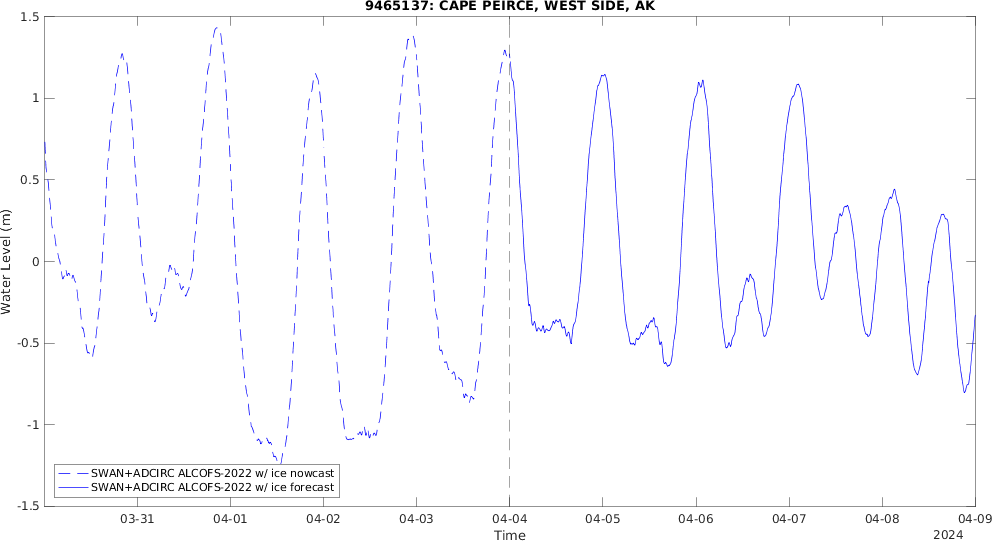 9465137: CAPE PEIRCE, WEST SIDE, AK
1.5
1
0.5
0
-0.5
-1
-1.5
Water Level (m)
SWAN+ADCIRC ALCOFS-2022 w/ ice nowcast
SWAN+ADCIRC ALCOFS-2022 w/ ice forecast
03-31 04-01 04-02 04-03 04-04 04-05 04-06 04-07 04-08 04-09
Time
2024